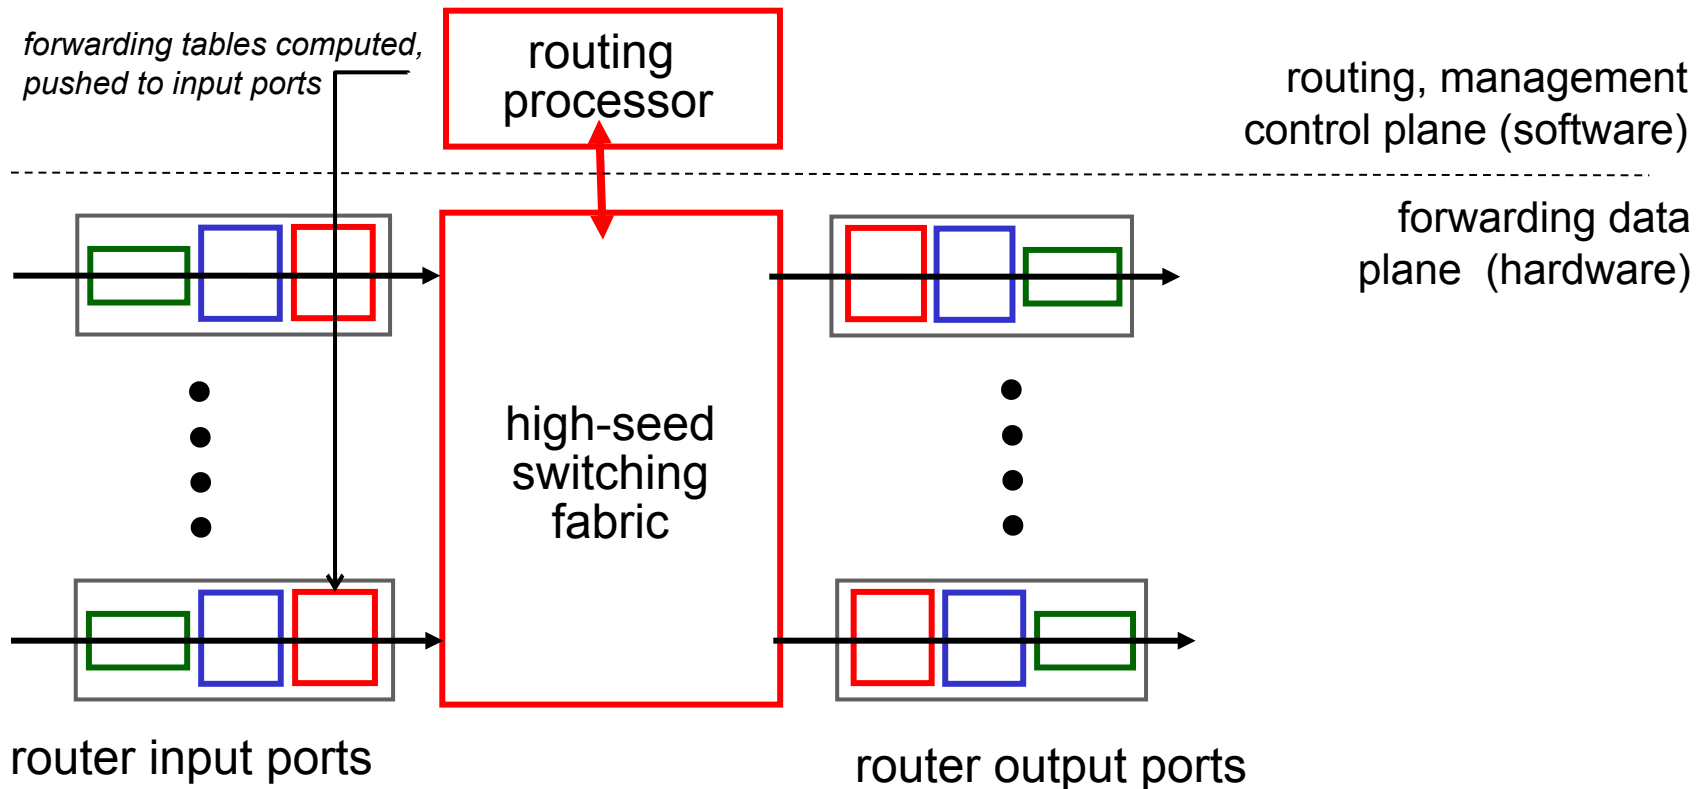 forwarding tables computed,
pushed to input ports
routing
processor
routing, management
control plane (software)
forwarding data
plane (hardware)
high-seed
switching
fabric
router input ports
router output ports